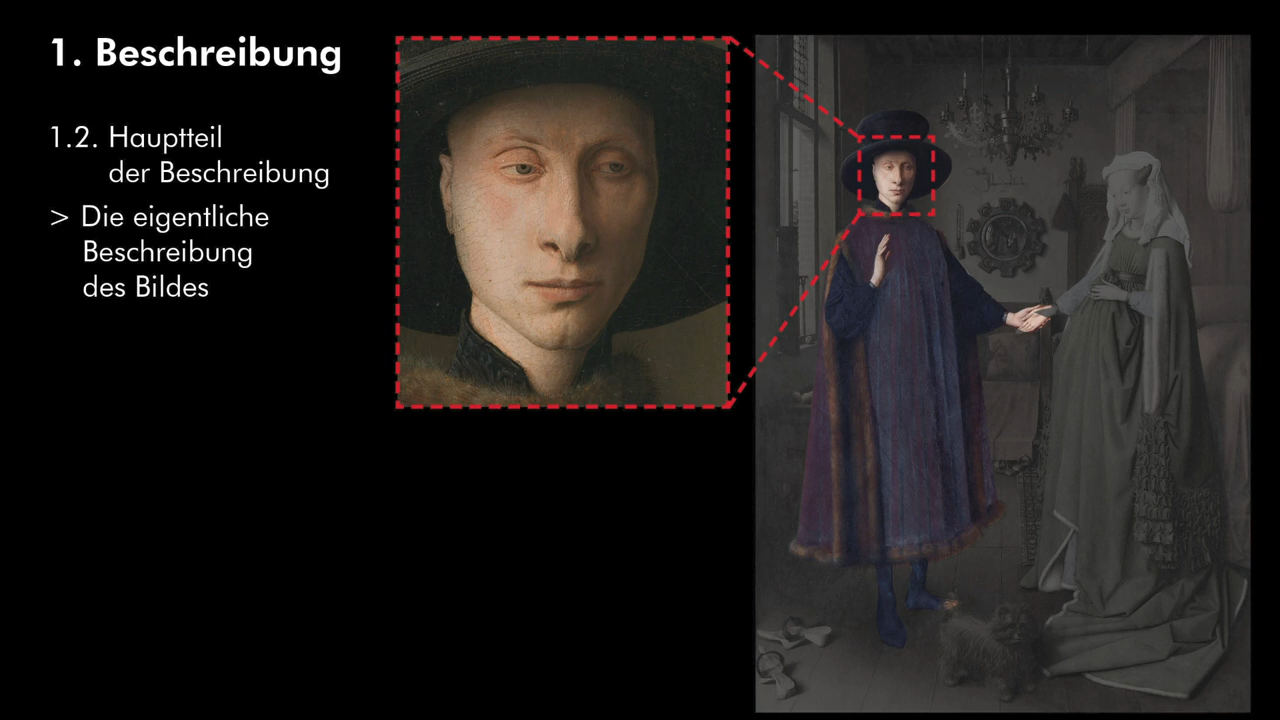 1. Beschreibung
1.2. Hauptteil
der Beschreibung
> Die eigentliche
Beschreibung
des Bildes